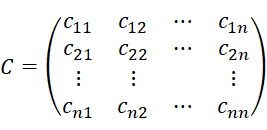 C = ( c₁₁ c₁₂ ⋯ c₁ₙ
c₂₁ c₂₂ ⋯ c₂ₙ
⋮ ⋮ ⋮
cₙ₁ cₙ₂ ⋯ cₙₙ )